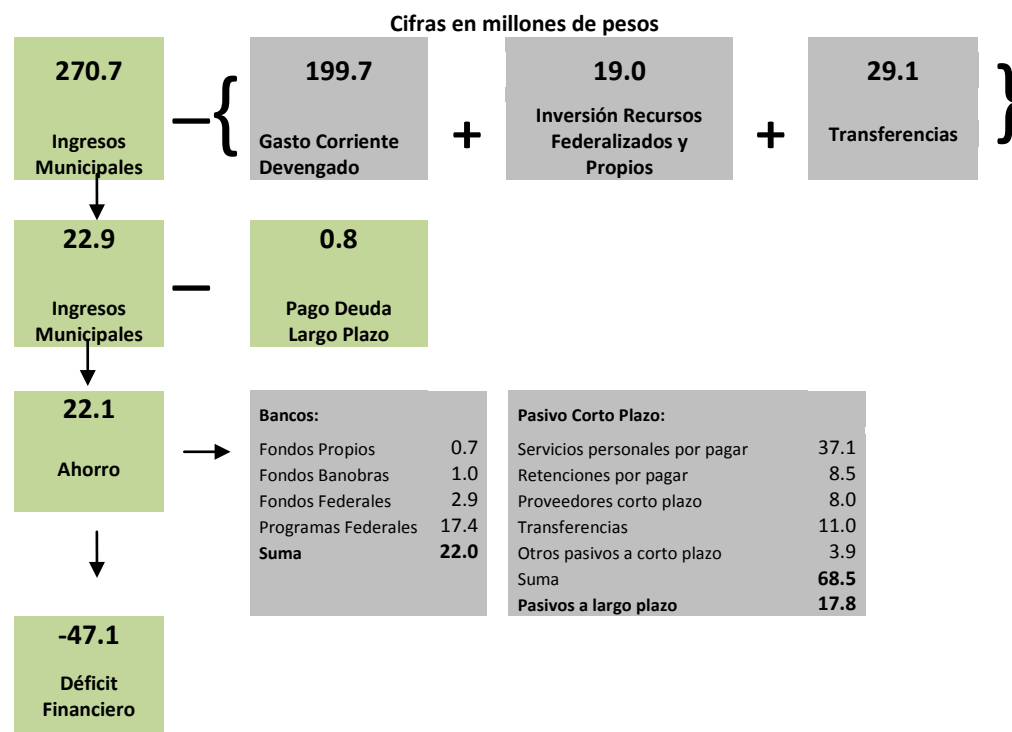 Cifras en millones de pesos
270.7
Ingresos
Municipales
—
{
199.7
Gasto Corriente
Devengado
+
19.0
Inversión Recursos
Federalizados y
Propios
+
29.1
Transferencias
}
22.9
Ingresos
Municipales
—
0.8
Pago Deuda
Largo Plazo
22.1
Ahorro
Bancos:
Fondos Propios 0.7
Fondos Banobras 1.0
Fondos Federales 2.9
Programas Federales 17.4
Suma 22.0
Pasivo Corto Plazo:
Servicios personales por pagar 37.1
Retenciones por pagar 8.5
Proveedores corto plazo 8.0
Transferencias 11.0
Otros pasivos a corto plazo 3.9
Suma 68.5
Pasivos a largo plazo 17.8
-47.1
Déficit
Financiero